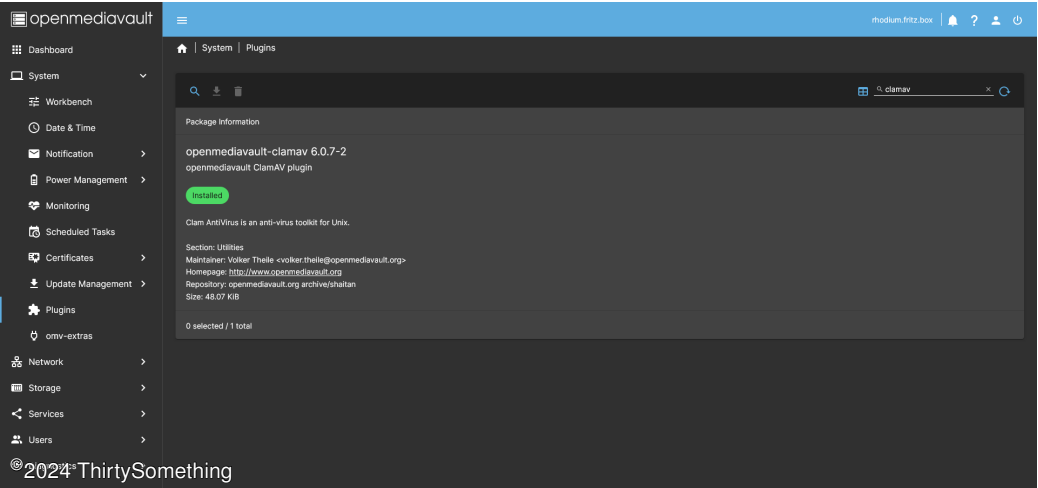 openmediavault
rhodium.fritz.box
?
Dashboard
System | Plugins
System
Workbench
clamav
Package Information
Date & Time
openmediavault-clamav 6.0.7-2
Notification
openmediavault ClamAV plugin
Power Management
Installed
Monitoring
Clam AntiVirus is an anti-virus toolkit for Unix.
Scheduled Tasks
Section: Utilities
Certificates
Maintainer: Volker Theile <volker.theile@openmediavault.org>
Homepage: http://www.openmediavault.org
Update Management
Repository: openmediavault.org archive/shaitan
Size: 48.07 KiB
Plugins
0 selected / 1 total
omv-extras
Network
Storage
Services
Users
© 2024 ThirtySomething